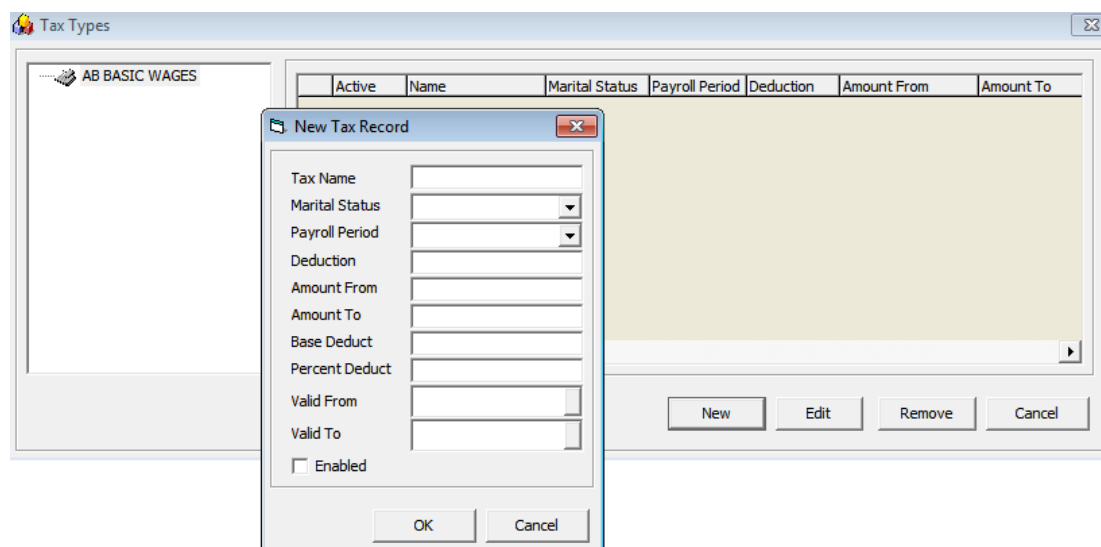 Tax Types
AB BASIC WAGES
Active Name Marital Status Payroll Period Deduction Amount From Amount To
New Tax Record
Tax Name
Marital Status
Payroll Period
Deduction
Amount From
Amount To
Base Deduct
Percent Deduct
Valid From
Valid To
Enabled
OK Cancel
New Edit Remove Cancel